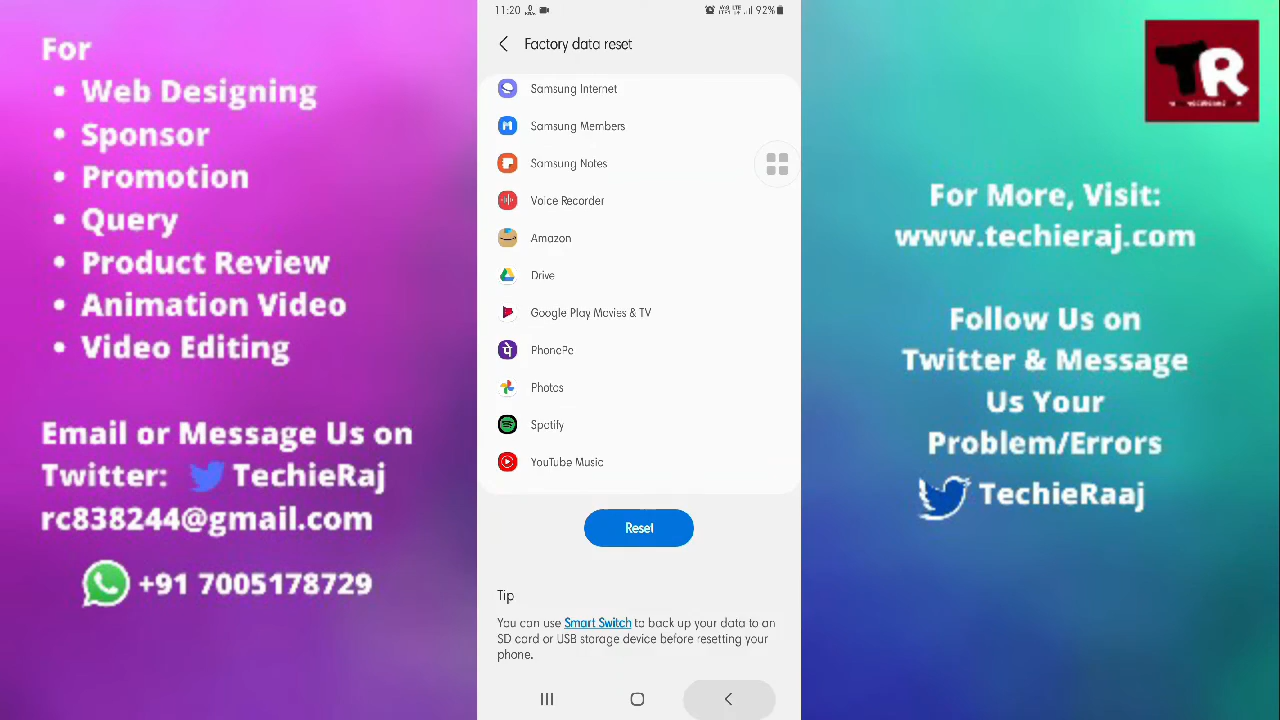 For
• Web Designing
• Sponsor
• Promotion
• Query
• Product Review
• Animation Video
• Video Editing
Email or Message Us on
Twitter: TechieRaj
rc838244@gmail.com
+91 7005178729
11:20
92%
Factory data reset
Samsung Internet
Samsung Members
Samsung Notes
Voice Recorder
Amazon
Drive
Google Play Movies & TV
PhonePe
Photos
Spotify
YouTube Music
Reset
Tip
You can use Smart Switch to back up your data to an
SD card or USB storage device before resetting your
phone.
TR
For More, Visit:
www.techieraj.com
Follow Us on
Twitter & Message
Us Your
Problem/Errors
TechieRaaj